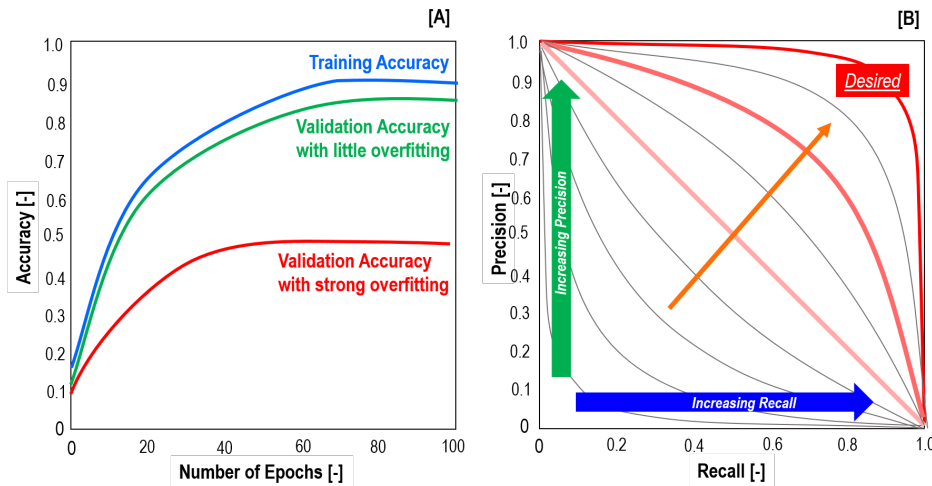 [A]
1.0
0.9
0.8
0.7
0.6
0.5
0.4
0.3
0.2
0.1
0
Accuracy [-]
Training Accuracy
Validation Accuracy
with little overfitting
Validation Accuracy
with strong overfitting
0
20
40
60
80
100
Number of Epochs [-]
[B]
1.0
0.9
0.8
0.7
0.6
0.5
0.4
0.3
0.2
0.1
0
Precision [-]
Desired
Increasing Precision
Increasing Recall
0
0.2
0.4
0.6
0.8
1.0
Recall [-]